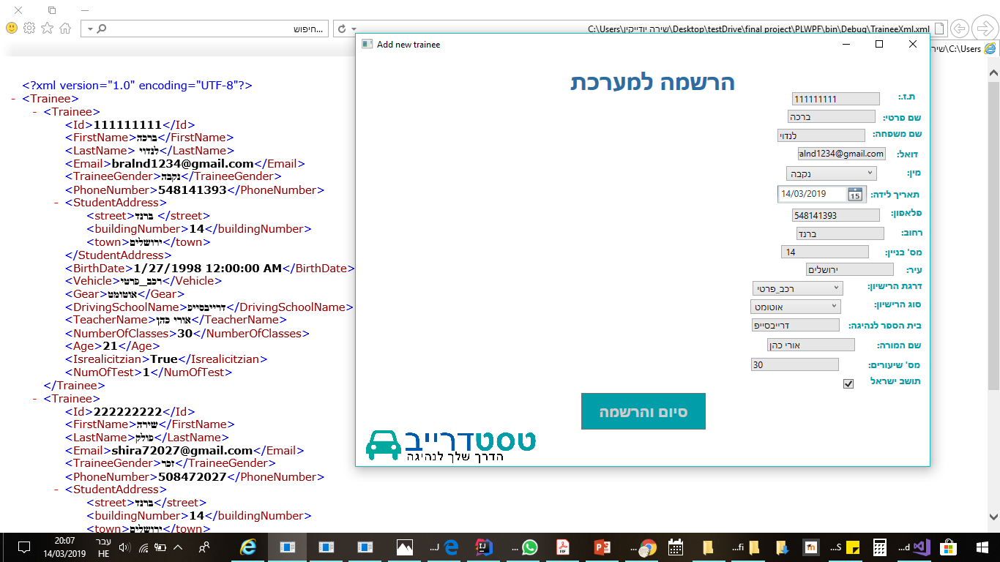 חיפוש...
C:\Users\שירה יודייקין\Desktop\testDrive\final project\PLWPF\bin\Debug\TraineeXml.xml
C:\Users\שיר
<?xml version="1.0" encoding="UTF-8"?>
- <Trainee>
- <Trainee>
<Id>111111111</Id>
<FirstName>ברכה</FirstName>
<LastName>לנדוי </LastName>
<Email>bralnd1234@gmail.com</Email>
<TraineeGender>נקבה</TraineeGender>
<PhoneNumber>548141393</PhoneNumber>
- <StudentAddress>
<street>ברנד </street>
<buildingNumber>14</buildingNumber>
<town>ירושלים</town>
</StudentAddress>
<BirthDate>1/27/1998 12:00:00 AM</BirthDate>
<Vehicle>רכב_פרטי</Vehicle>
<Gear>אוטומט</Gear>
<DrivingSchoolName>דרייבסייפ</DrivingSchoolName>
<TeacherName>אורי כהן</TeacherName>
<NumberOfClasses>30</NumberOfClasses>
<Age>21</Age>
<Isrealicitzian>True</Isrealicitzian>
<NumOfTest>1</NumOfTest>
</Trainee>
- <Trainee>
<Id>222222222</Id>
<FirstName>שירה</FirstName>
<LastName>פולק</LastName>
<Email>shira72027@gmail.com</Email>
<TraineeGender>זכר</TraineeGender>
<PhoneNumber>508472027</PhoneNumber>
- <StudentAddress>
<street>ברנד</street>
<buildingNumber>14</buildingNumber>
<town>ירושלים</town>
Add new trainee
הרשמה למערכת
ת.ז.: 111111111
שם פרטי: ברכה
שם משפחה: לנדוי
דואל: alnd1234@gmail.com
מין: נקבה
תאריך לידה: 14/03/2019 15
פלאפון: 548141393
רחוב: ברנד
מס' בניין: 14
עיר: ירושלים
דרגת הרישיון: רכב_פרטי
סוג הרישיון: אוטומט
בית הספר לנהיגה: דרייבסייפ
שם המורה: אורי כהן
מס' שיעורים: 30
תושב ישראל
סיום והרשמה
טסטדרייב
הדרך שלך לנהיגה
20:07
14/03/2019
עבר
HE
J...
...
fi...
S...
d...